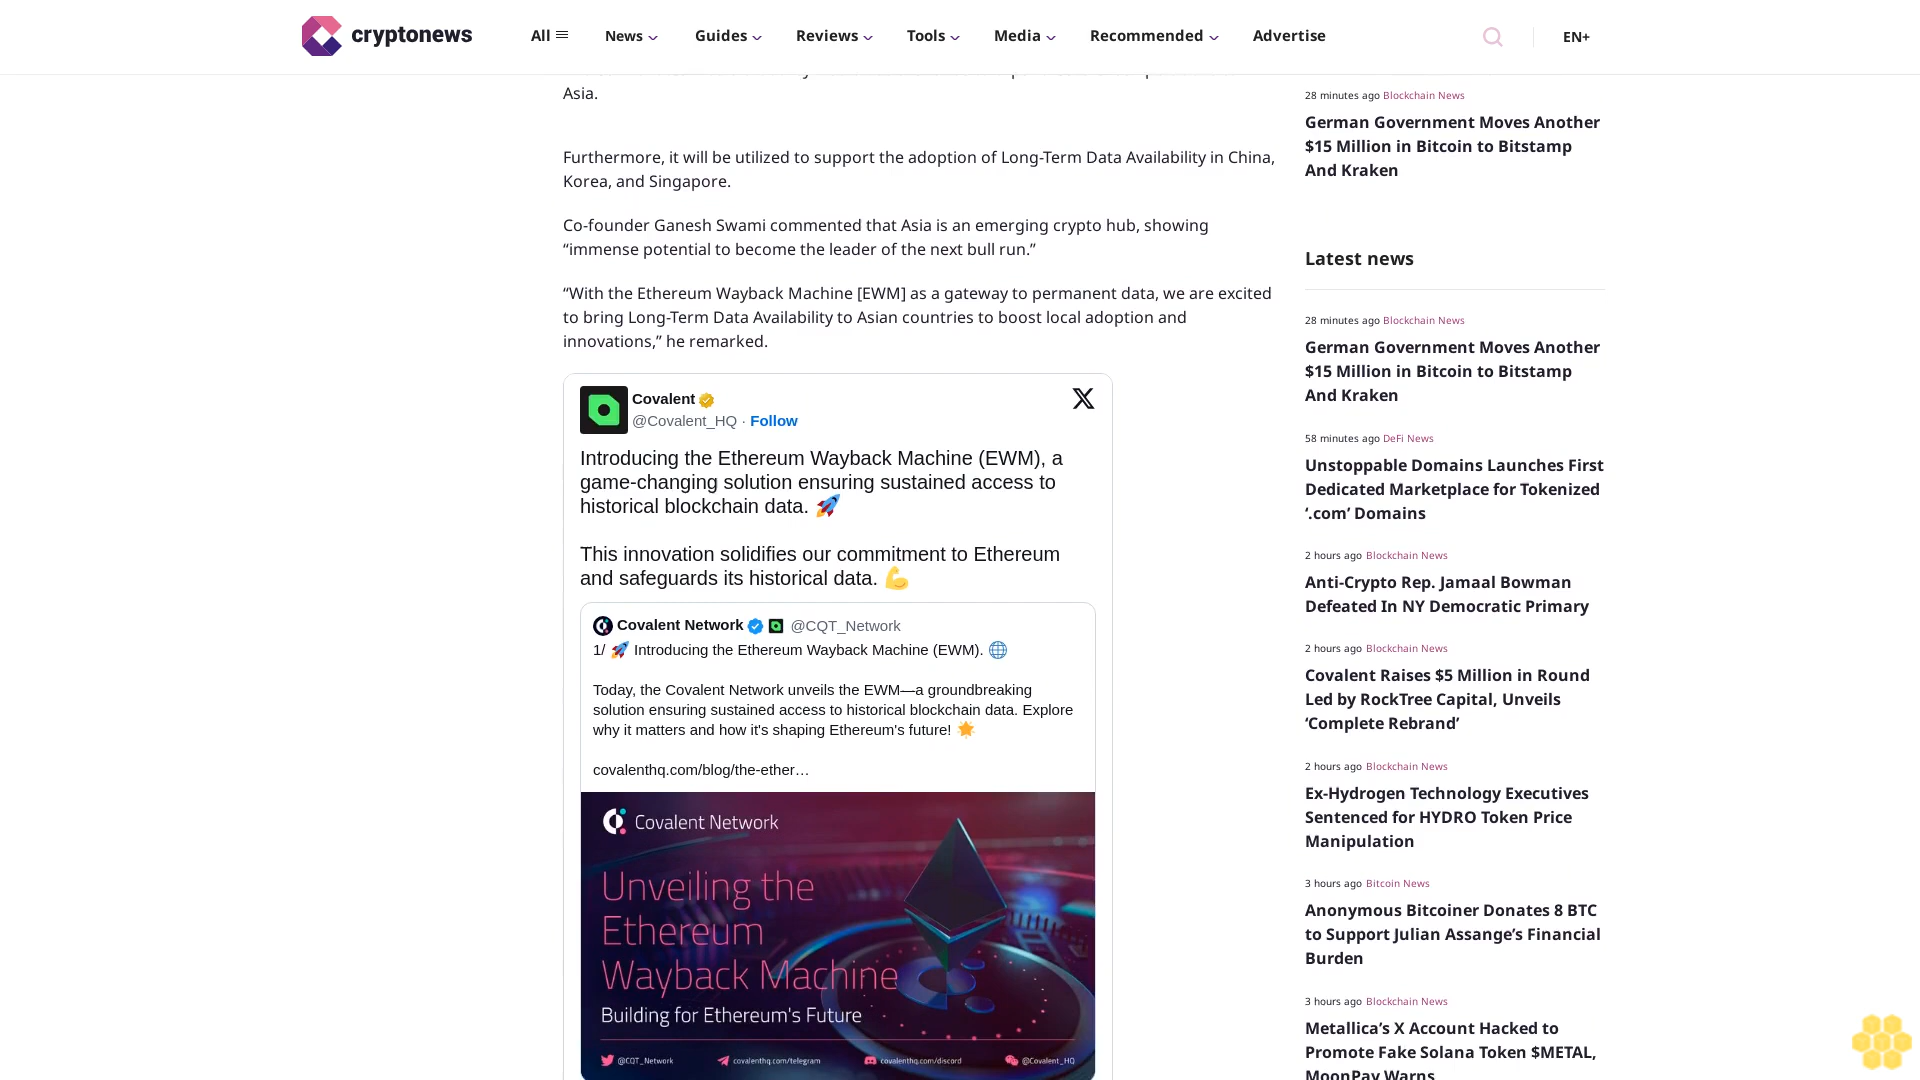 cryptonews
All
News
Guides
Reviews
Tools
Media
Recommended
Advertise
EN+
Asia.
Furthermore, it will be utilized to support the adoption of Long-Term Data Availability in China,
Korea, and Singapore.
Co-founder Ganesh Swami commented that Asia is an emerging crypto hub, showing
“immense potential to become the leader of the next bull run.”
“With the Ethereum Wayback Machine [EWM] as a gateway to permanent data, we are excited
to bring Long-Term Data Availability to Asian countries to boost local adoption and
innovations,” he remarked.
Covalent
@Covalent_HQ · Follow
Introducing the Ethereum Wayback Machine (EWM), a
game-changing solution ensuring sustained access to
historical blockchain data. 🚀
This innovation solidifies our commitment to Ethereum
and safeguards its historical data. 💪
Covalent Network @CQT_Network
1/ 🚀 Introducing the Ethereum Wayback Machine (EWM). 🌐
Today, the Covalent Network unveils the EWM—a groundbreaking
solution ensuring sustained access to historical blockchain data. Explore
why it matters and how it's shaping Ethereum's future! 🌟
covalenthq.com/blog/the-ether…
Covalent Network
Unveiling the
Ethereum
Wayback Machine
Building for Ethereum's Future
@CQT_Network
covalenthq.com/telegram
covalenthq.com/discord
@Covalent_HQ
28 minutes ago Blockchain News
German Government Moves Another
$15 Million in Bitcoin to Bitstamp
And Kraken
Latest news
28 minutes ago Blockchain News
German Government Moves Another
$15 Million in Bitcoin to Bitstamp
And Kraken
58 minutes ago DeFi News
Unstoppable Domains Launches First
Dedicated Marketplace for Tokenized
‘.com’ Domains
2 hours ago Blockchain News
Anti-Crypto Rep. Jamaal Bowman
Defeated In NY Democratic Primary
2 hours ago Blockchain News
Covalent Raises $5 Million in Round
Led by RockTree Capital, Unveils
‘Complete Rebrand’
2 hours ago Blockchain News
Ex-Hydrogen Technology Executives
Sentenced for HYDRO Token Price
Manipulation
3 hours ago Bitcoin News
Anonymous Bitcoiner Donates 8 BTC
to Support Julian Assange’s Financial
Burden
3 hours ago Blockchain News
Metallica’s X Account Hacked to
Promote Fake Solana Token $METAL,
MoonPay Warns